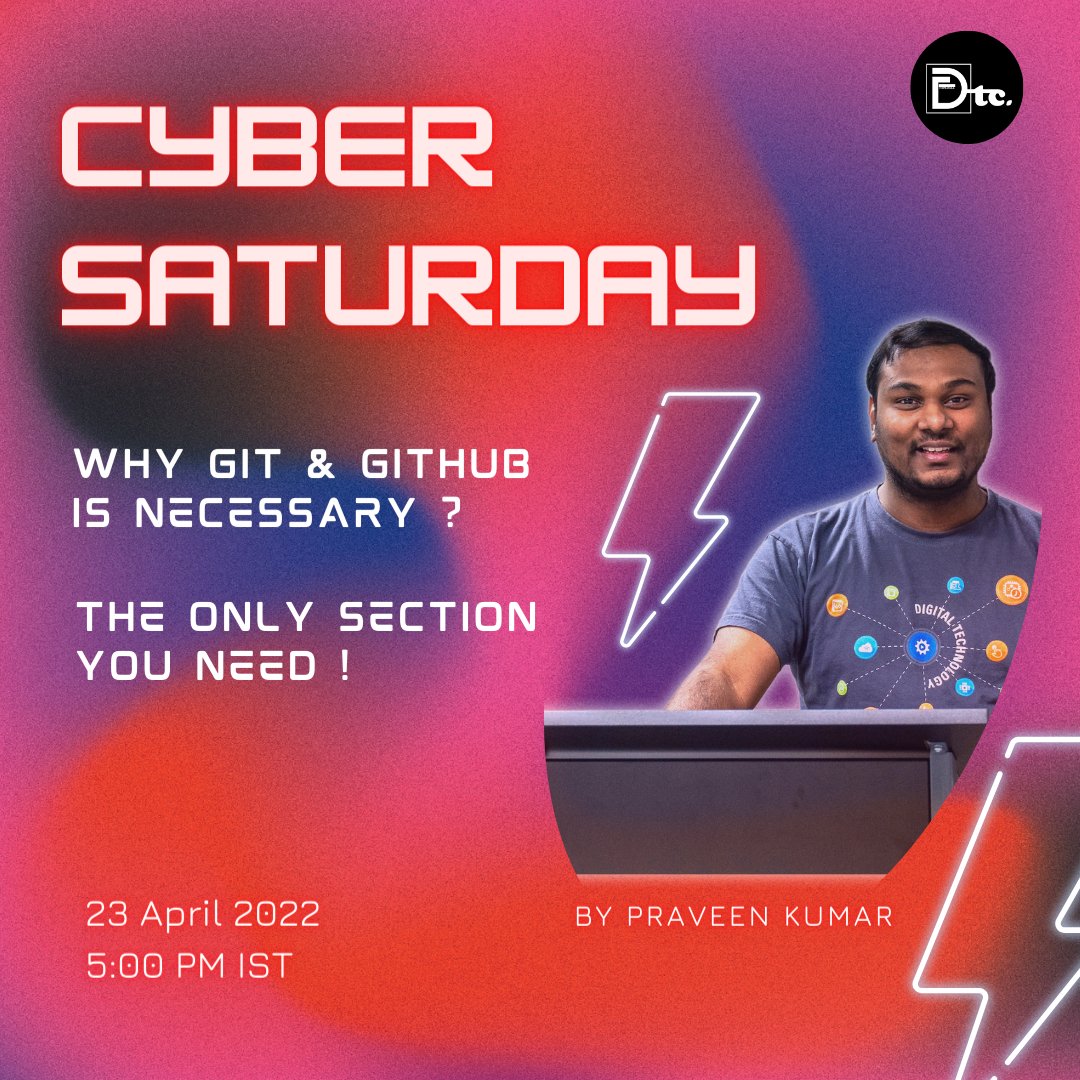 Dtc.
CYBER
SATURDAY
WHY GIT & GITHUB
IS NECESSARY ?
THE ONLY SECTION
YOU NEED !
DIGITAL TECHNOLOGY
23 April 2022
5:00 PM IST
BY PRAVEEN KUMAR